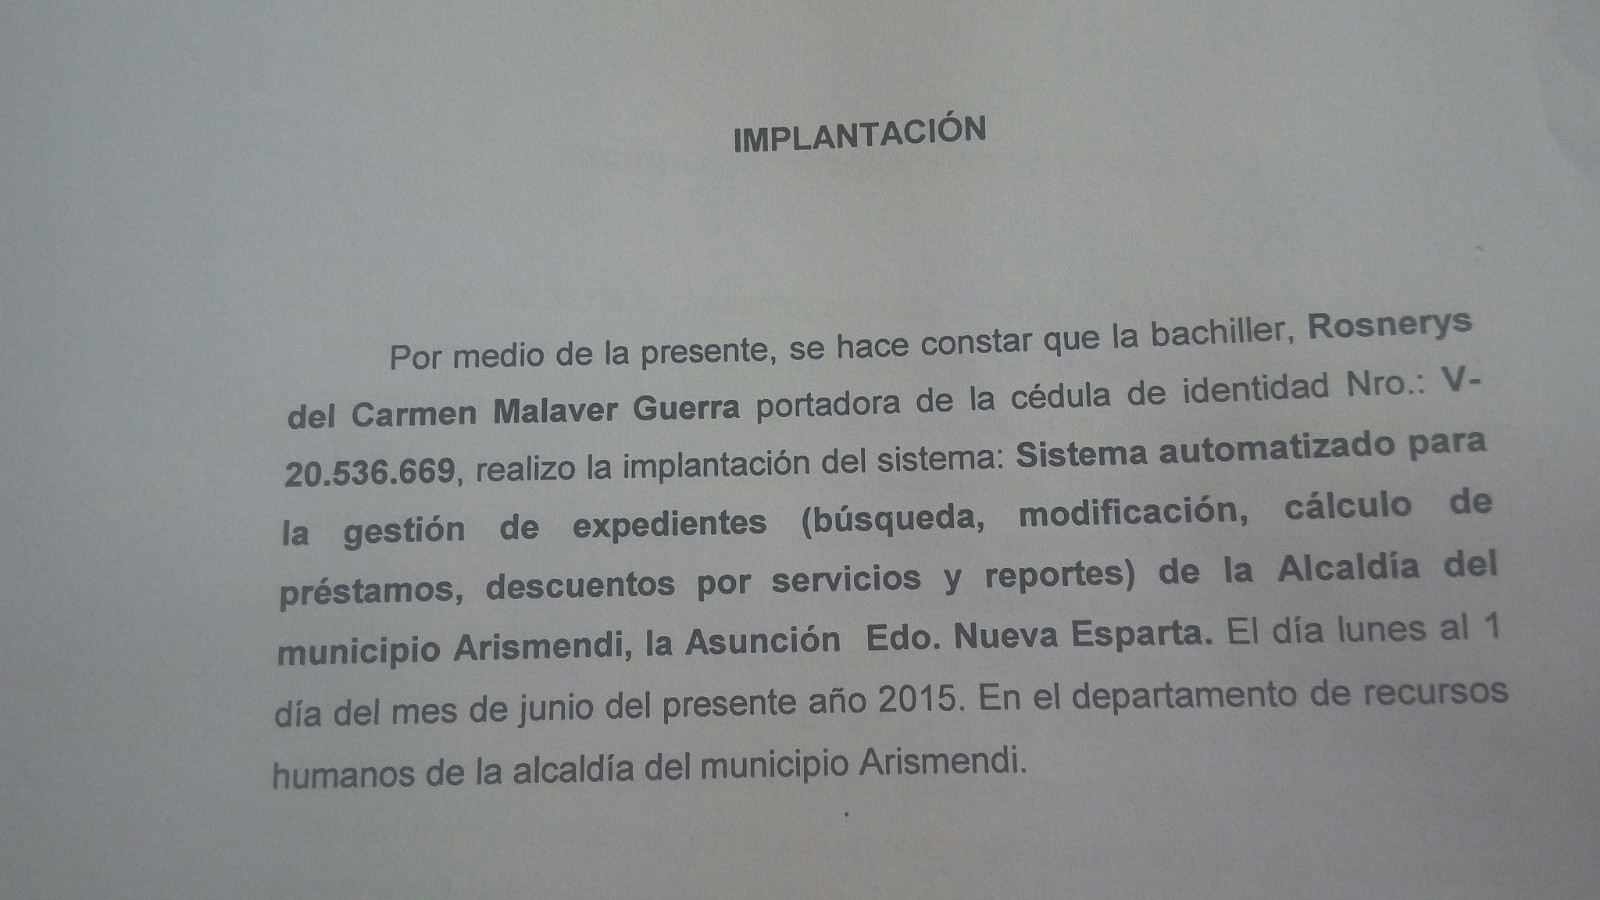 IMPLANTACIÓN
Por medio de la presente, se hace constar que la bachiller, Rosnerys
del Carmen Malaver Guerra portadora de la cédula de identidad Nro.: V-
20.536.669, realizo la implantación del sistema: Sistema automatizado para
la gestión de expedientes (búsqueda, modificación, cálculo de
préstamos, descuentos por servicios y reportes) de la Alcaldía del
municipio Arismendi, la Asunción Edo. Nueva Esparta. El día lunes al 1
día del mes de junio del presente año 2015. En el departamento de recursos
humanos de la alcaldía del municipio Arismendi.